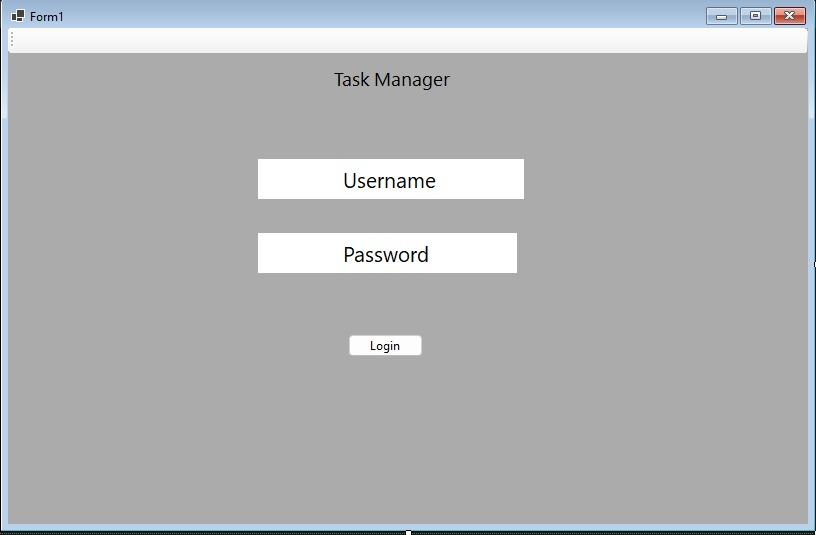 Form1
Task Manager
Username
Password
Login